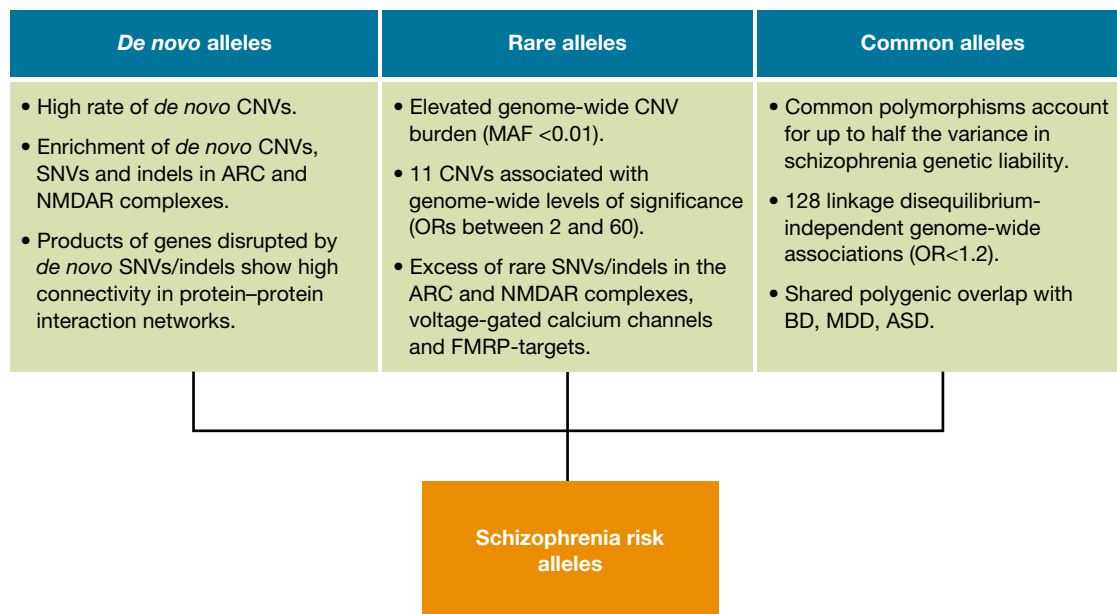 De novo alleles
• High rate of de novo CNVs.
• Enrichment of de novo CNVs,
SNVs and indels in ARC and
NMDAR complexes.
• Products of genes disrupted by
de novo SNVs/indels show high
connectivity in protein–protein
interaction networks.
Rare alleles
• Elevated genome-wide CNV
burden (MAF <0.01).
• 11 CNVs associated with
genome-wide levels of significance
(ORs between 2 and 60).
• Excess of rare SNVs/indels in the
ARC and NMDAR complexes,
voltage-gated calcium channels
and FMRP-targets.
Common alleles
• Common polymorphisms account
for up to half the variance in
schizophrenia genetic liability.
• 128 linkage disequilibrium-
independent genome-wide
associations (OR<1.2).
• Shared polygenic overlap with
BD, MDD, ASD.
Schizophrenia risk
alleles